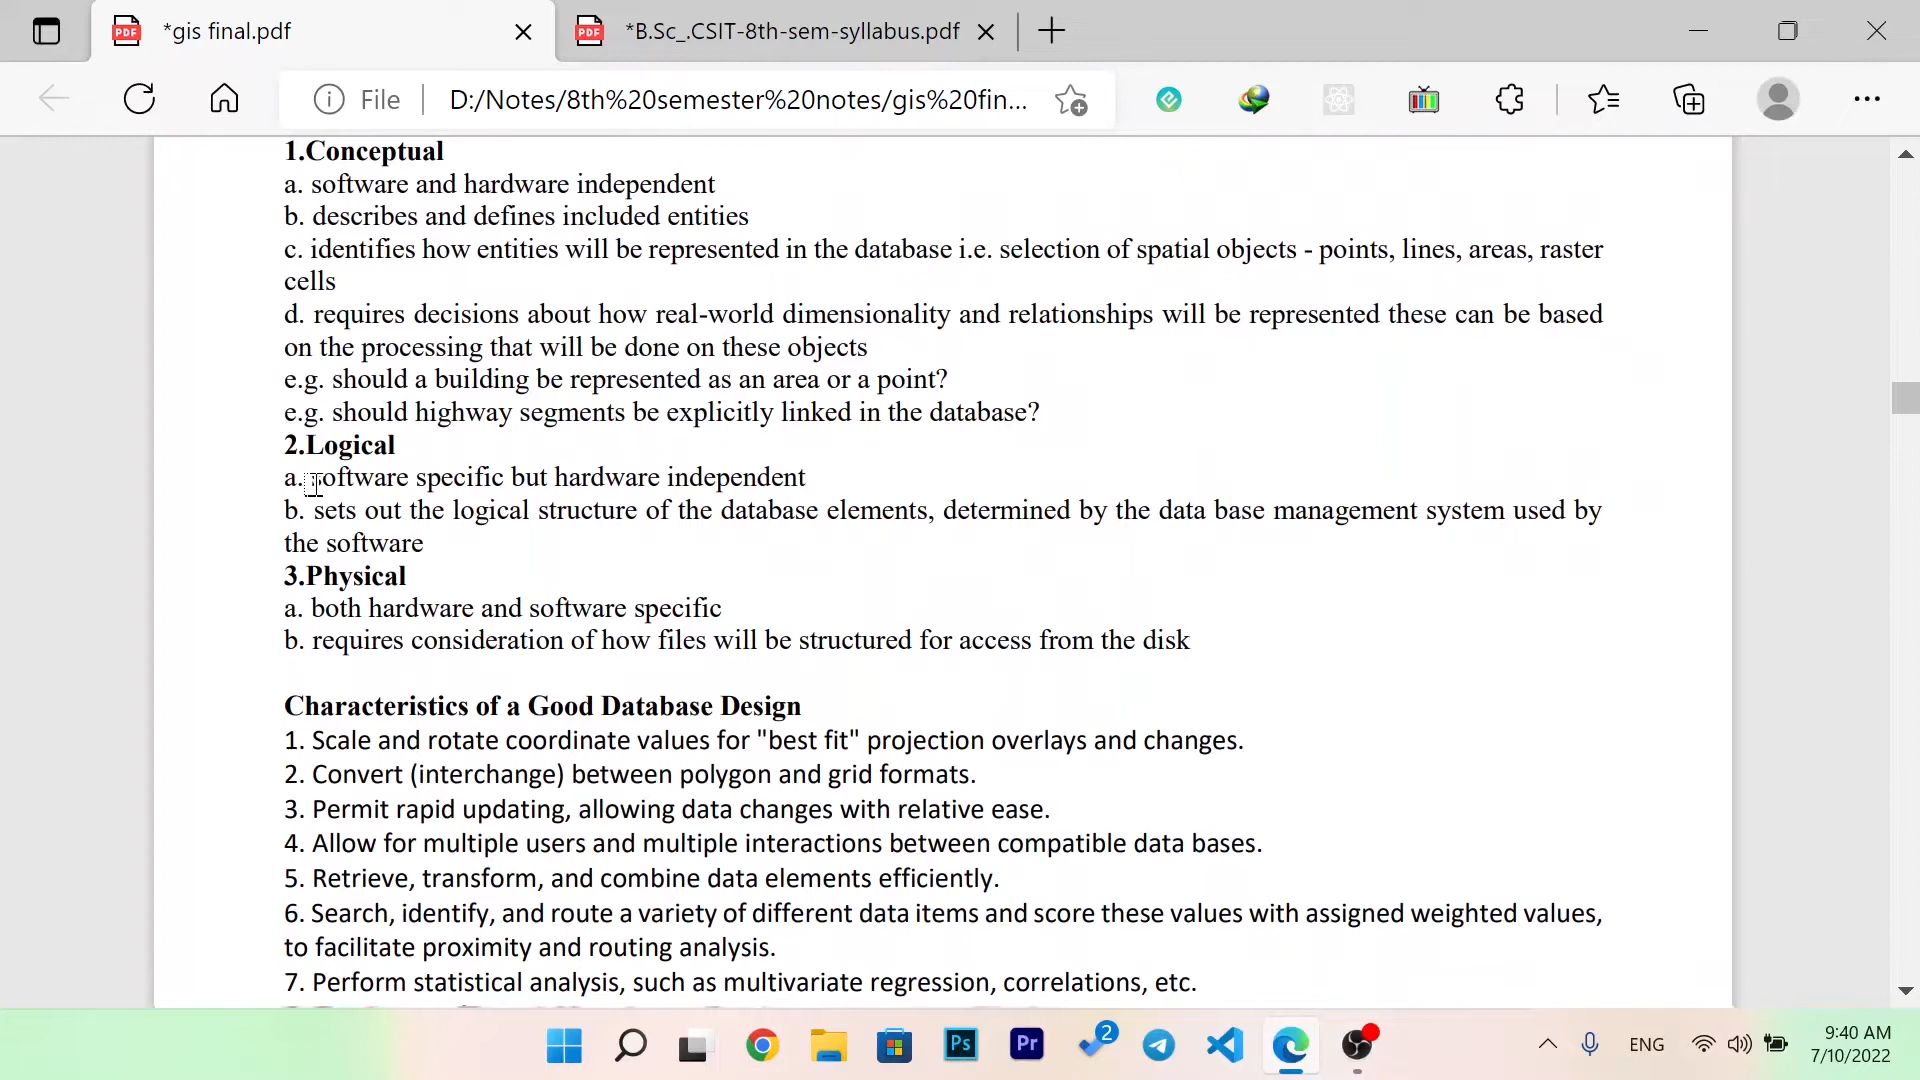 *gis final.pdf
*B.Sc_.CSIT-8th-sem-syllabus.pdf
File
D:/Notes/8th%20semester%20notes/gis%20fin...
1.Conceptual
a. software and hardware independent
b. describes and defines included entities
c. identifies how entities will be represented in the database i.e. selection of spatial objects - points, lines, areas, raster
cells
d. requires decisions about how real-world dimensionality and relationships will be represented these can be based
on the processing that will be done on these objects
e.g. should a building be represented as an area or a point?
e.g. should highway segments be explicitly linked in the database?
2.Logical
a. software specific but hardware independent
b. sets out the logical structure of the database elements, determined by the data base management system used by
the software
3.Physical
a. both hardware and software specific
b. requires consideration of how files will be structured for access from the disk
Characteristics of a Good Database Design
1. Scale and rotate coordinate values for "best fit" projection overlays and changes.
2. Convert (interchange) between polygon and grid formats.
3. Permit rapid updating, allowing data changes with relative ease.
4. Allow for multiple users and multiple interactions between compatible data bases.
5. Retrieve, transform, and combine data elements efficiently.
6. Search, identify, and route a variety of different data items and score these values with assigned weighted values,
to facilitate proximity and routing analysis.
7. Perform statistical analysis, such as multivariate regression, correlations, etc.
Ps
Pr
2
ENG
9:40 AM
7/10/2022